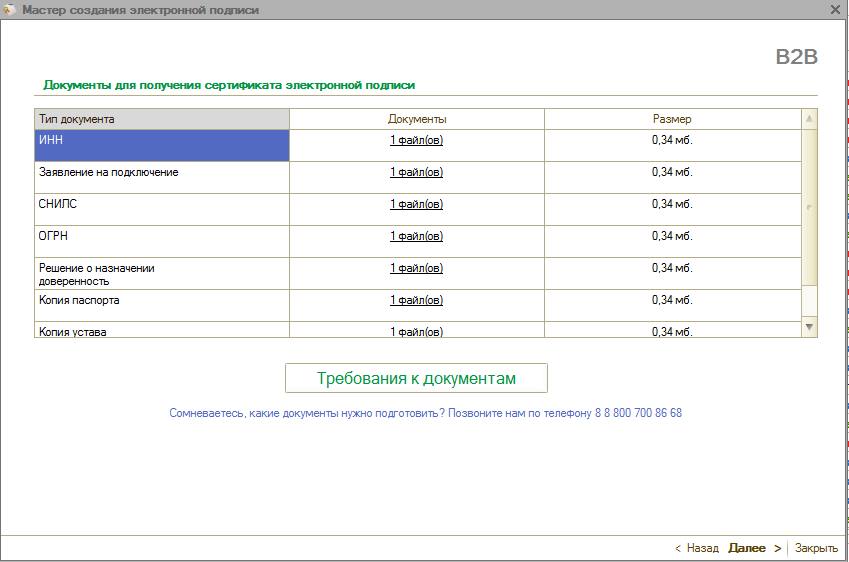 Мастер создания электронной подписи
B2B
Документы для получения сертификата электронной подписи
Тип документа Документы Размер
ИНН 1 файл(ов) 0,34 мб.
Заявление на подключение 1 файл(ов) 0,34 мб.
СНИЛС 1 файл(ов) 0,34 мб.
ОГРН 1 файл(ов) 0,34 мб.
Решение о назначении 1 файл(ов) 0,34 мб.
доверенность
Копия паспорта 1 файл(ов) 0,34 мб.
Копия устава 1 файл(ов) 0,34 мб.
Требования к документам
Сомневаетесь, какие документы нужно подготовить? Позвоните нам по телефону 8 8 800 700 86 68
< Назад Далее > Закрыть